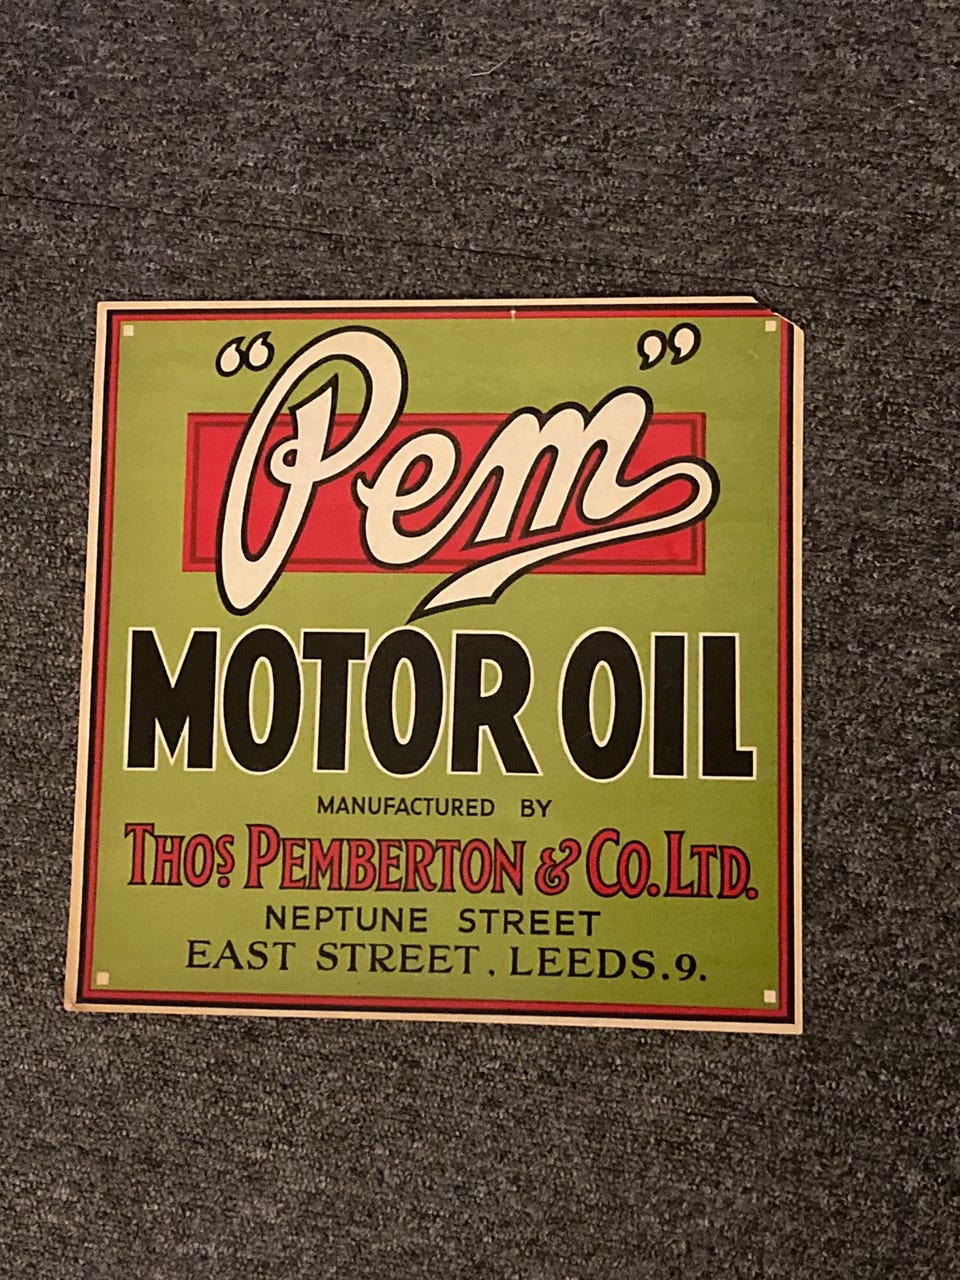 “Pem”
MOTOR OIL
MANUFACTURED BY
THOS PEMBERTON & CO. LTD.
NEPTUNE STREET
EAST STREET, LEEDS.9.